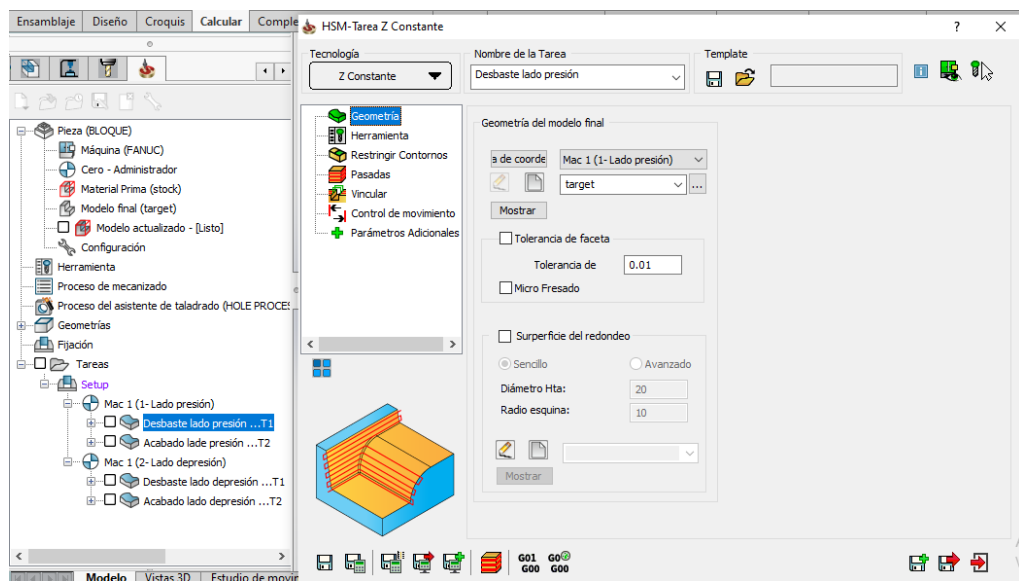 Ensamblaje Diseño Croquis Calcular Comple
Pieza (BLOQUE)
Máquina (FANUC)
Cero - Administrador
Material Prima (stock)
Modelo final (target)
Modelo actualizado - [Listo]
Configuración
Herramienta
Proceso de mecanizado
Proceso del asistente de taladrado (HOLE PROCES
Geometrías
Fijación
Tareas
Setup
Mac 1 (1- Lado presión)
Desbaste lado presión ...T1
Acabado lade presión ...T2
Mac 1 (2- Lado depresión)
Desbaste lado depresión ...T1
Acabado lado depresión ...T2
Modelo Vistas 3D Estudio de movir
HSM-Tarea Z Constante ? ×
Tecnología
Z Constante
Nombre de la Tarea
Desbaste lado presión
Template
Geometría
Herramienta
Restringir Contornos
Pasadas
Vincular
Control de movimiento
Parámetros Adicionales
Geometría del modelo final
a de coorde Mac 1 (1- Lado presión)
target ...
Mostrar
Tolerancia de faceta
Tolerancia de 0.01
Micro Fresado
Surperficie del redondeo
Sencillo Avanzado
Diámetro Hta: 20
Radio esquina: 10
Mostrar
G01 G0
G00 G00